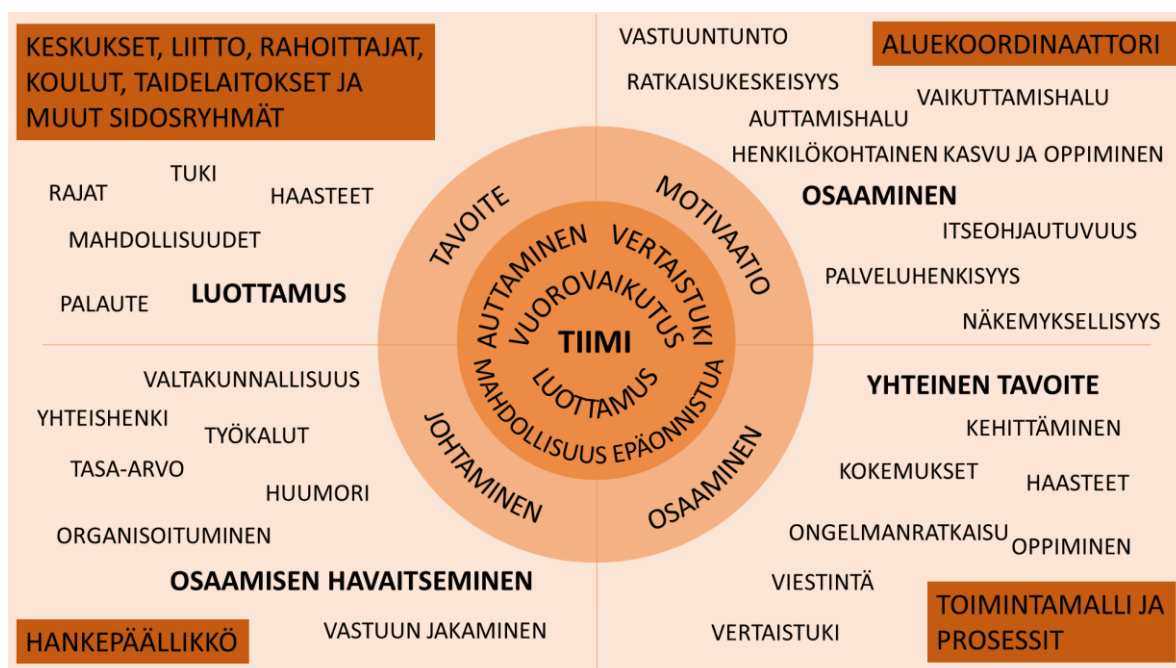 KESKUKSET, LIITTO, RAHOITTAJAT,
KOULUT, TAIDELAITOKSET JA
MUUT SIDOSRYHMÄT
TUKI
RAJAT
HAASTEET
MAHDOLLISUUDET
PALAUTE
LUOTTAMUS
VASTUUNTUNTO
ALUEKOORDINAATTORI
RATKAISUKESKEISYYS
VAIKUTTAMISHALU
AUTTAMISHALU
HENKILÖKOHTAINEN KASVU JA OPPIMINEN
OSAAMINEN
ITSEOHJAUTUVUUS
PALVELUHENKISYYS
NÄKEMYKSELLISYYS
TAVOITE
MOTIVAATIO
AUTTAMINEN
VERTAISTUKI
VUOROVAIKUTUS
TIIMI
LUOTTAMUS
MAHDOLLISUUS EPÄONNISTUA
JOHTAMINEN
OSAAMINEN
VALTAKUNNALLISUUS
YHTEISHENKI
TYÖKALUT
TASA-ARVO
HUUMORI
ORGANISOITUMINEN
OSAAMISEN HAVAITSEMINEN
VASTUUN JAKAMINEN
HANKEPÄÄLLIKKÖ
YHTEINEN TAVOITE
KEHITTÄMINEN
KOKEMUKSET
HAASTEET
ONGELMANRATKAISU
OPPIMINEN
VIESTINTÄ
VERTAISTUKI
TOIMINTAMALLI JA
PROSESSIT